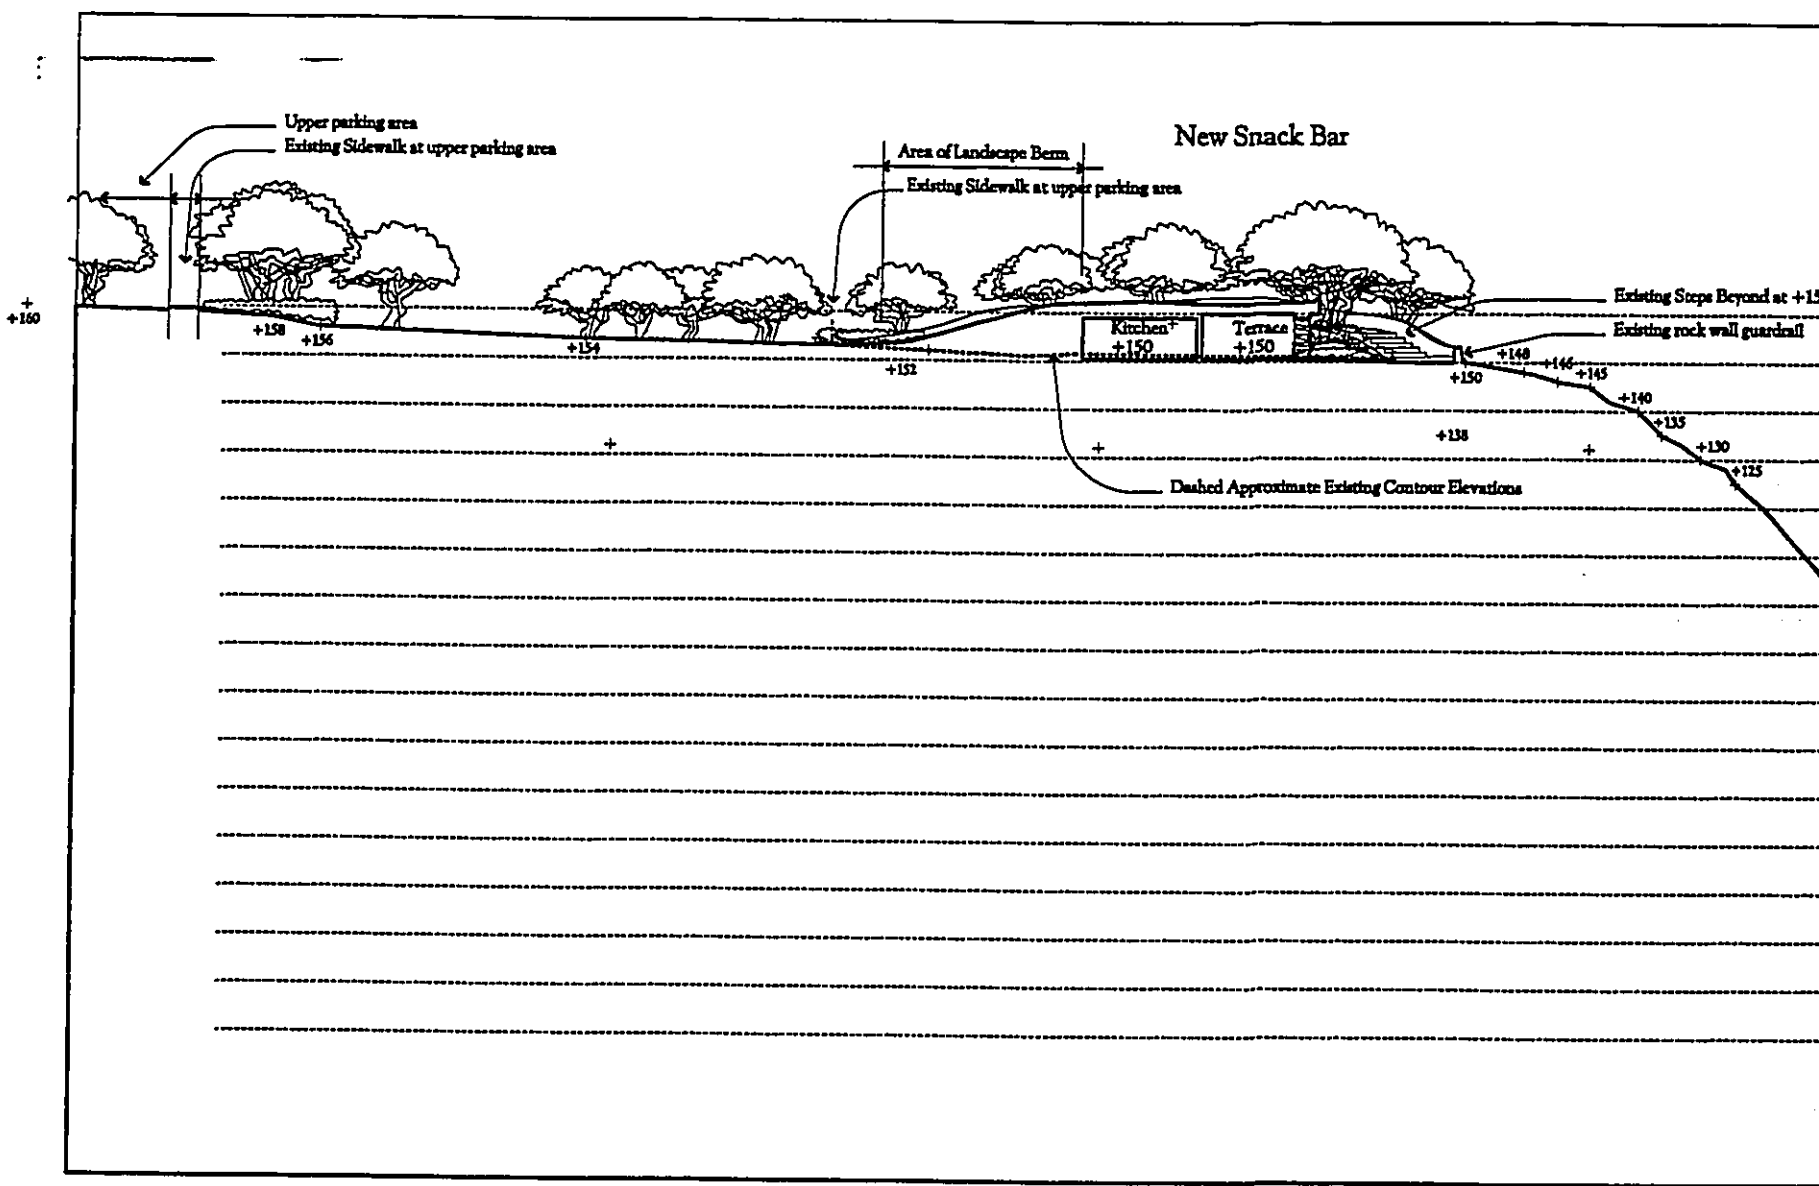 Upper parking area
Existing Sidewalk at upper parking area
New Snack Bar
Area of Landscape Berm
Existing Sidewalk at upper parking area
Existing Steps Beyond at +15
Existing rock wall guardrail
+160
+158
+156
+154
+152
Kitchen
+150
Terrace
+150
+150
+148
+146
+145
+140
+135
+138
+130
+125
Dashed Approximate Existing Contour Elevations